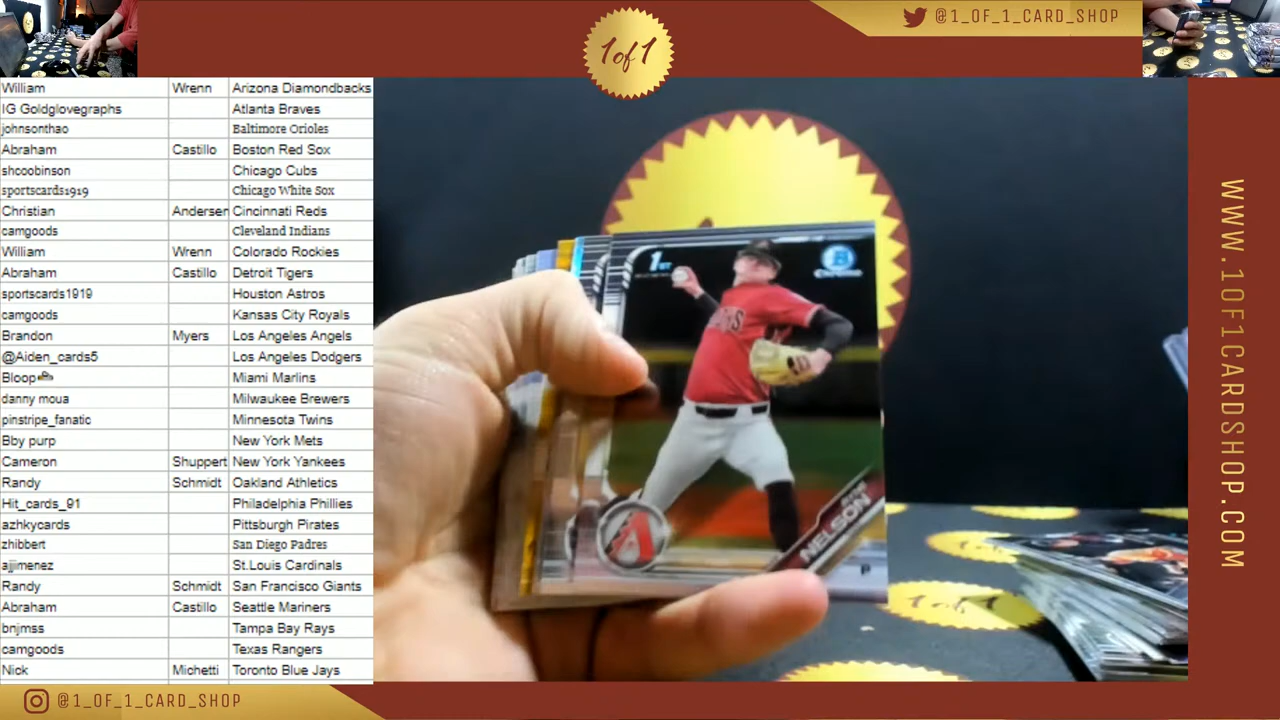 @1_OF_1_CARD_SHOP
1of1
William Wrenn Arizona Diamondbacks
IG Goldglovegraphs Atlanta Braves
johnsonthao Baltimore Orioles
Abraham Castillo Boston Red Sox
shcoobinson Chicago Cubs
sportscards1919 Chicago White Sox
Christian Andersen Cincinnati Reds
camgoods Cleveland Indians
William Wrenn Colorado Rockies
Abraham Castillo Detroit Tigers
sportscards1919 Houston Astros
camgoods Kansas City Royals
Brandon Myers Los Angeles Angels
@Aiden_cards5 Los Angeles Dodgers
Bloop Miami Marlins
danny moua Milwaukee Brewers
pinstripe_fanatic Minnesota Twins
Bby purp New York Mets
Cameron Shuppert New York Yankees
Randy Schmidt Oakland Athletics
Hit_cards_91 Philadelphia Phillies
azhkycards Pittsburgh Pirates
zhibbert San Diego Padres
ajjimenez St.Louis Cardinals
Randy Schmidt San Francisco Giants
Abraham Castillo Seattle Mariners
bnjmss Tampa Bay Rays
camgoods Texas Rangers
Nick Michetti Toronto Blue Jays
1ST
Chrome
NELSON
P
1 of 1
WWW.1OF1CARDSHOP.COM
@1_OF_1_CARD_SHOP